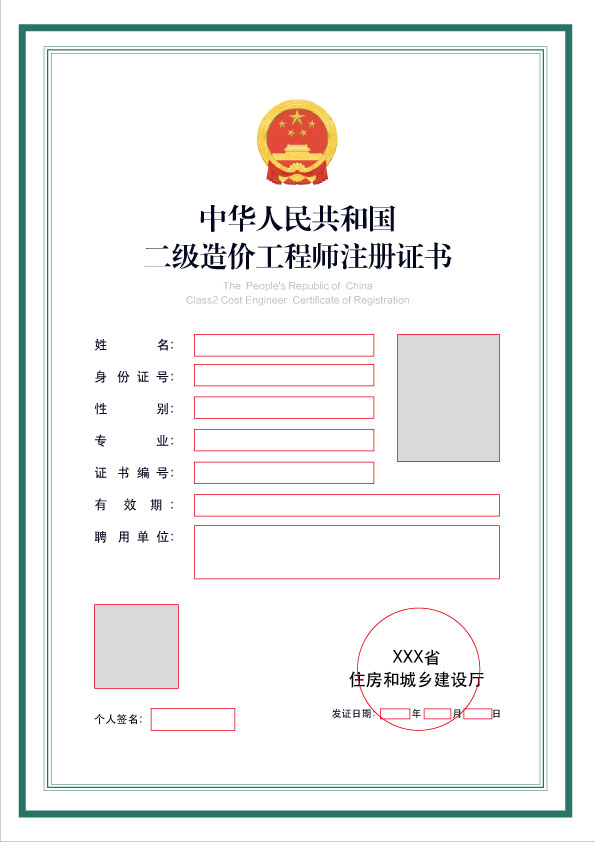 中华人民共和国
二级造价工程师注册证书
The People's Republic of China
Class2 Cost Engineer Certificate of Registration
姓名：
身份证号：
性别：
专业：
证书编号：
有效期：
聘用单位：
XXX省
住房和城乡建设厅
个人签名：
发证日期： 年 月 日